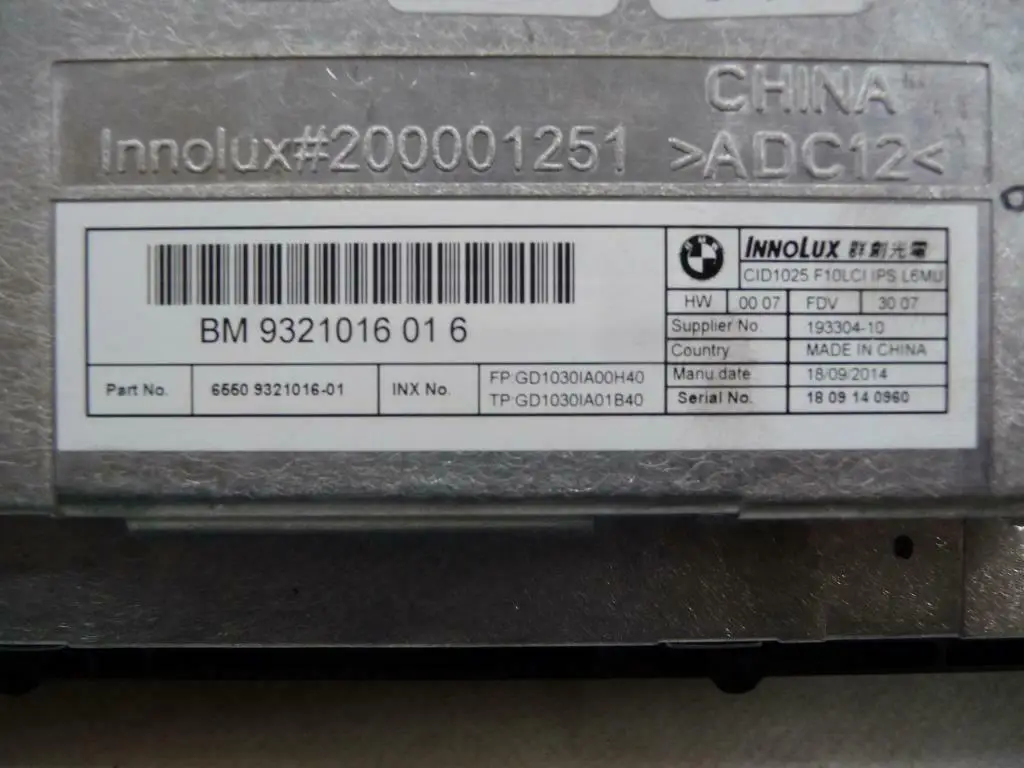 CHINA
Innolux#200001251 >ADC12<
BMW
INNOLUX 群創光電
CID1025 F10LCI IPS L6MU
BM 9321016 01 6
HW 00 07 FDV 30 07
Supplier No. 193304-10
Country MADE IN CHINA
Manu.date 18/09/2014
Serial No. 18 09 14 0960
Part No. 6550 9321016-01 INX No. FP:GD1030IA00H40
TP:GD1030IA01B40